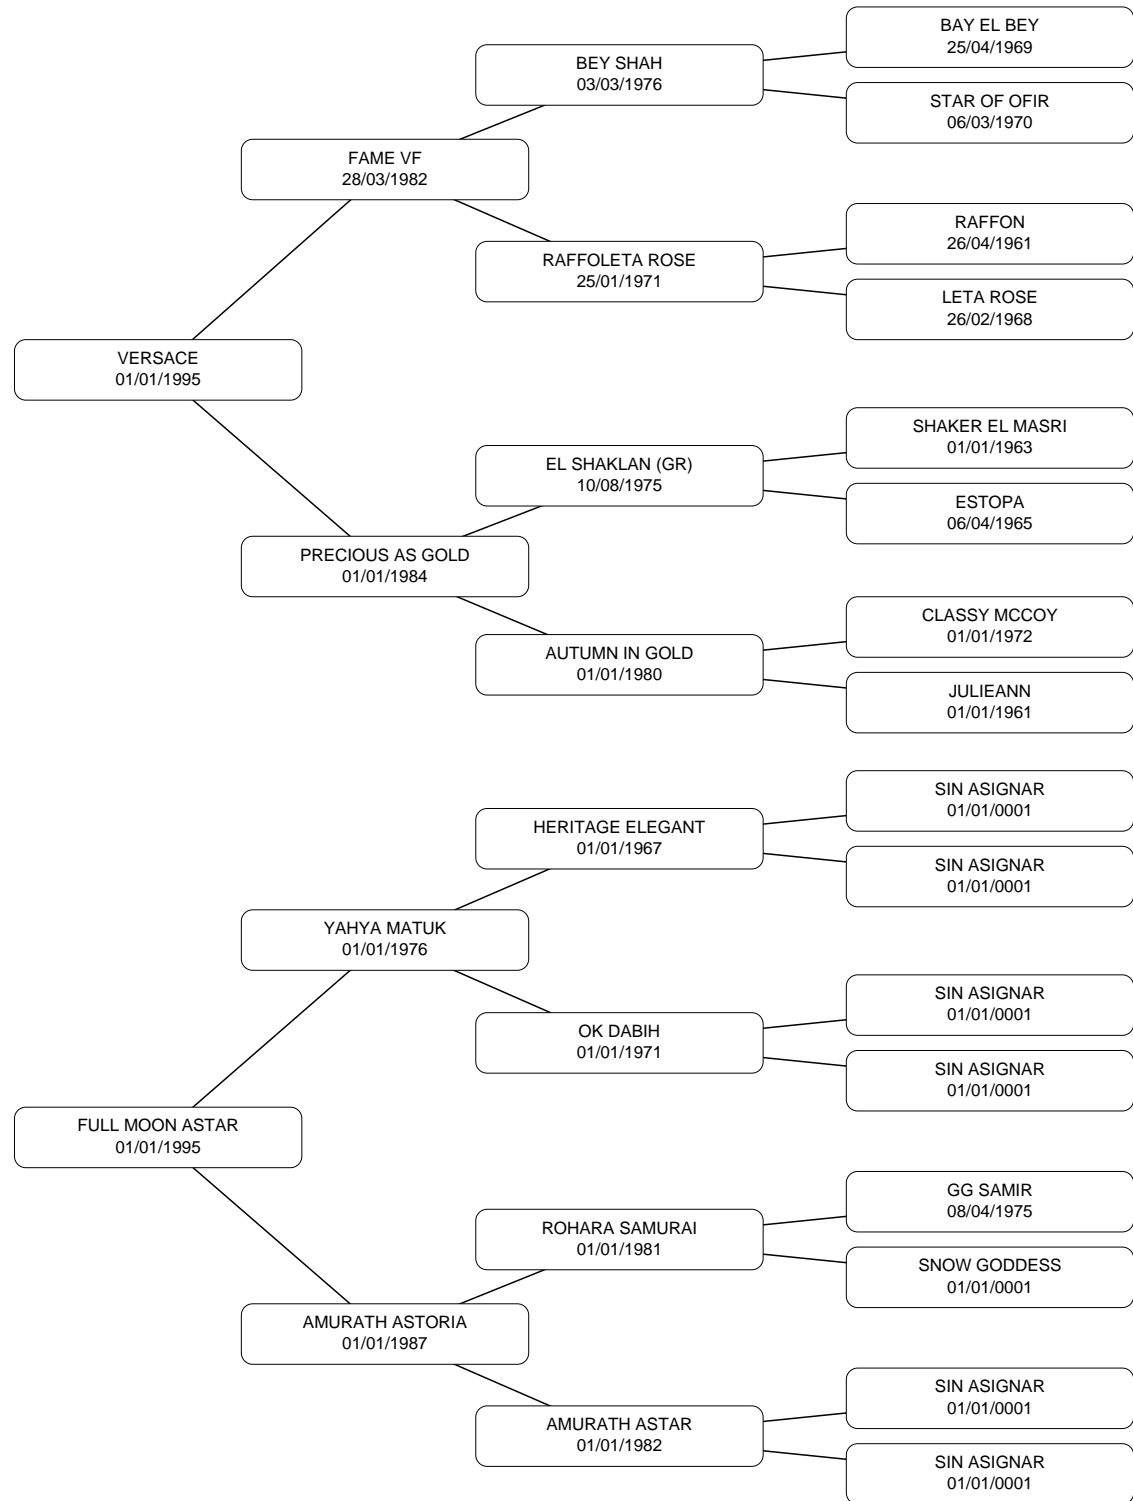 BAY EL BEY
25/04/1969
BEY SHAH
03/03/1976
STAR OF OFIR
06/03/1970
FAME VF
28/03/1982
RAFFON
26/04/1961
RAFFOLETA ROSE
25/01/1971
LETA ROSE
26/02/1968
VERSACE
01/01/1995
SHAKER EL MASRI
01/01/1963
EL SHAKLAN (GR)
10/08/1975
ESTOPA
06/04/1965
PRECIOUS AS GOLD
01/01/1984
CLASSY MCCOY
01/01/1972
AUTUMN IN GOLD
01/01/1980
JULIEANN
01/01/1961
SIN ASIGNAR
01/01/0001
HERITAGE ELEGANT
01/01/1967
SIN ASIGNAR
01/01/0001
YAHYA MATUK
01/01/1976
SIN ASIGNAR
01/01/0001
OK DABIH
01/01/1971
SIN ASIGNAR
01/01/0001
FULL MOON ASTAR
01/01/1995
GG SAMIR
08/04/1975
ROHARA SAMURAI
01/01/1981
SNOW GODDESS
01/01/0001
AMURATH ASTORIA
01/01/1987
SIN ASIGNAR
01/01/0001
AMURATH ASTAR
01/01/1982
SIN ASIGNAR
01/01/0001